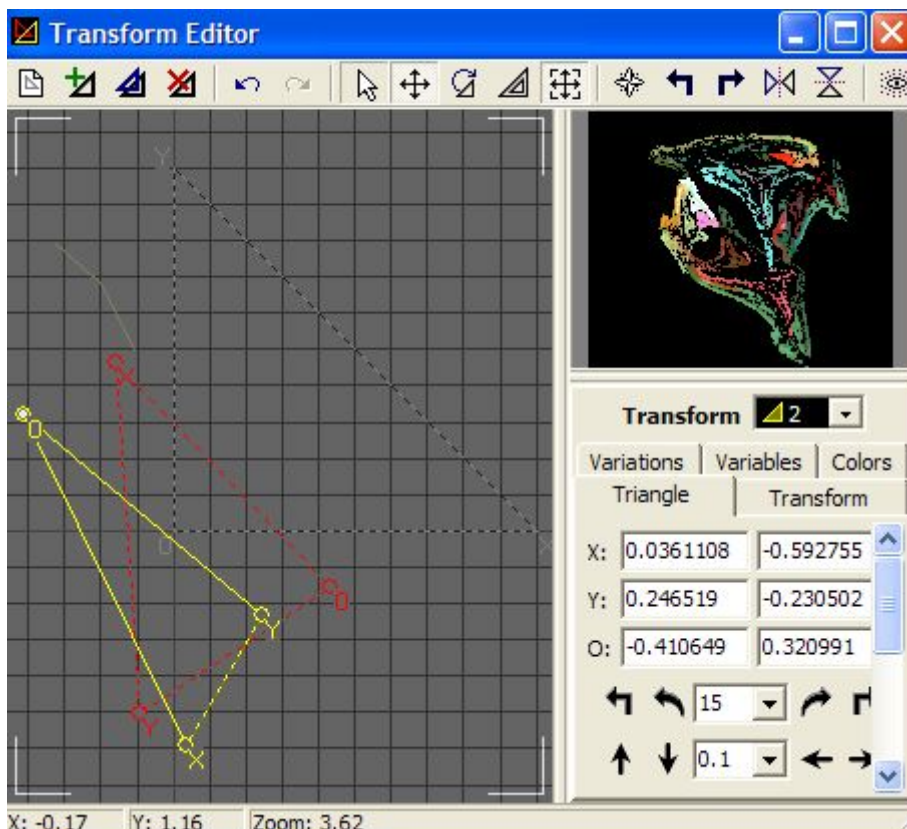 Transform Editor
Y
X
O
O
Y
O
Y
X
X
Transform 2
Variations Variables Colors
Triangle Transform
X: 0.0361108 -0.592755
Y: 0.246519 -0.230502
O: -0.410649 0.320991
15
0.1
X: -0.17 Y: 1.16 Zoom: 3.62